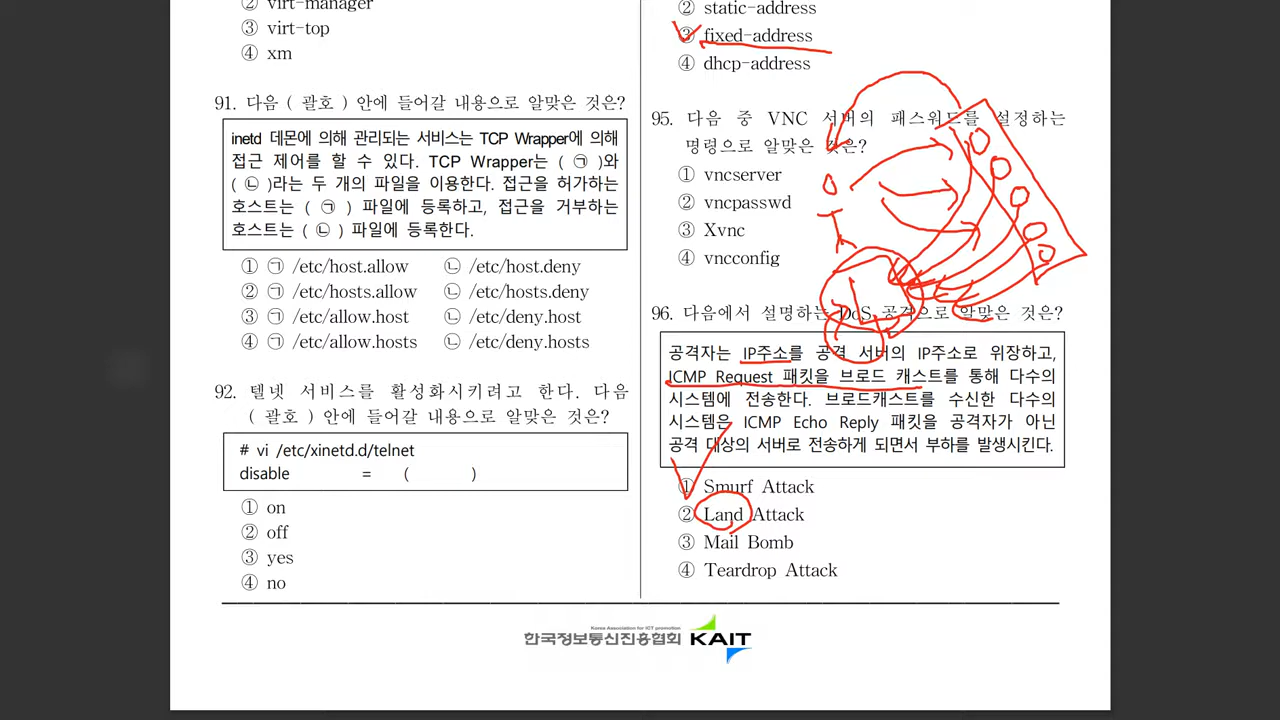 ② virt-manager
③ virt-top
④ xm
91. 다음 ( 괄호 ) 안에 들어갈 내용으로 알맞은 것은?
inetd 데몬에 의해 관리되는 서비스는 TCP Wrapper에 의해
접근 제어를 할 수 있다. TCP Wrapper는 ( ㉠ )와
( ㉡ )라는 두 개의 파일을 이용한다. 접근을 허가하는
호스트는 ( ㉠ ) 파일에 등록하고, 접근을 거부하는
호스트는 ( ㉡ ) 파일에 등록한다.
① ㉠ /etc/host.allow ㉡ /etc/host.deny
② ㉠ /etc/hosts.allow ㉡ /etc/hosts.deny
③ ㉠ /etc/allow.host ㉡ /etc/deny.host
④ ㉠ /etc/allow.hosts ㉡ /etc/deny.hosts
92. 텔넷 서비스를 활성화시키려고 한다. 다음
( 괄호 ) 안에 들어갈 내용으로 알맞은 것은?
# vi /etc/xinetd.d/telnet
disable = ( )
① on
② off
③ yes
④ no
② static-address
③ fixed-address
④ dhcp-address
95. 다음 중 VNC 서버의 패스워드를 설정하는
명령으로 알맞은 것은?
① vncserver
② vncpasswd
③ Xvnc
④ vncconfig
96. 다음에서 설명하는 DoS 공격으로 알맞은 것은?
공격자는 IP주소를 공격 서버의 IP주소로 위장하고,
ICMP Request 패킷을 브로드 캐스트를 통해 다수의
시스템에 전송한다. 브로드캐스트를 수신한 다수의
시스템은 ICMP Echo Reply 패킷을 공격자가 아닌
공격 대상의 서버로 전송하게 되면서 부하를 발생시킨다.
① Smurf Attack
② Land Attack
③ Mail Bomb
④ Teardrop Attack
Korea Association for ICT promotion
한국정보통신진흥협회 KAIT